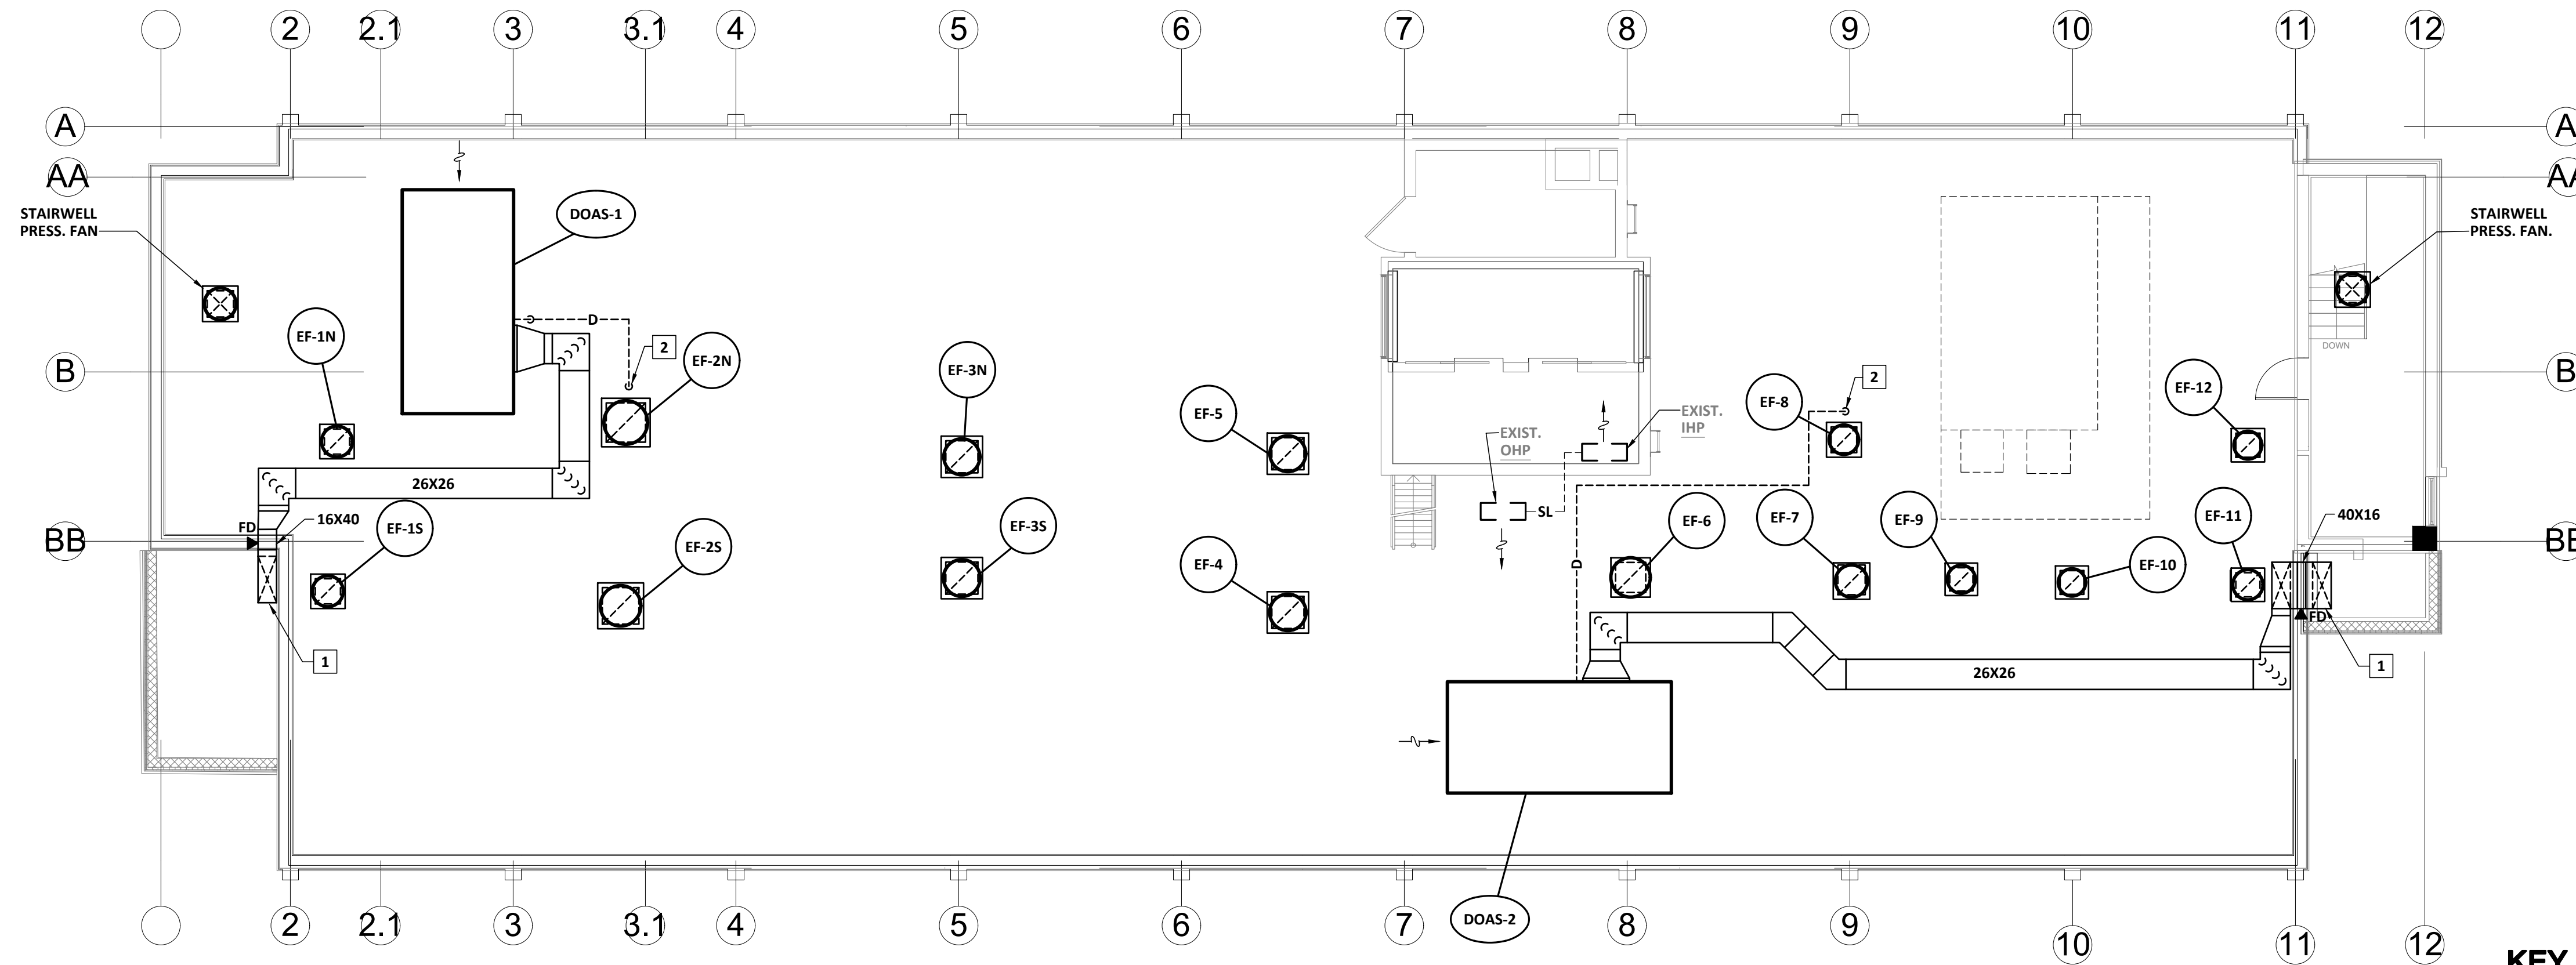 2
2.1
3
3.1
4
5
6
7
8
9
10
11
12
A
A
AA
AA
STAIRWELL
PRESS. FAN
DOAS-1
STAIRWELL
PRESS. FAN.
EF-1N
D
2
EF-2N
DOWN
B
B
EF-3N
EF-5
EXIST.
OHP
EXIST.
IHP
EF-8
2
EF-12
26X26
FD
16X40
EF-1S
BB
EF-2S
EF-3S
EF-4
SL
D
EF-6
EF-7
EF-9
EF-10
EF-11
40X16
BB
FD
1
26X26
1
DOAS-2
2
2.1
3
3.1
4
5
6
7
8
9
10
11
12
KEY